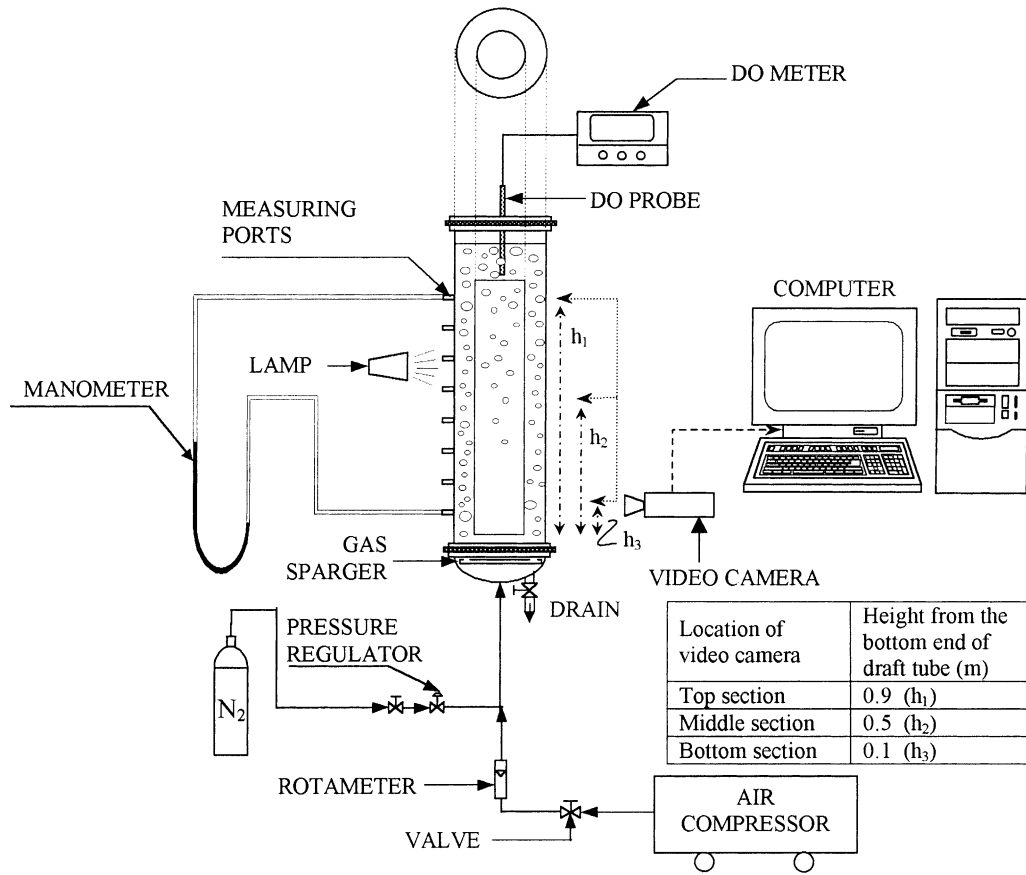 DO METER
DO PROBE
MEASURING
PORTS
COMPUTER
h₁
LAMP
MANOMETER
h₂
h₃
GAS
SPARGER
VIDEO CAMERA
DRAIN
PRESSURE
REGULATOR
N₂
Location of
video camera
Height from the
bottom end of
draft tube (m)
Top section
0.9 (h₁)
Middle section
0.5 (h₂)
Bottom section
0.1 (h₃)
ROTAMETER
AIR
COMPRESSOR
VALVE